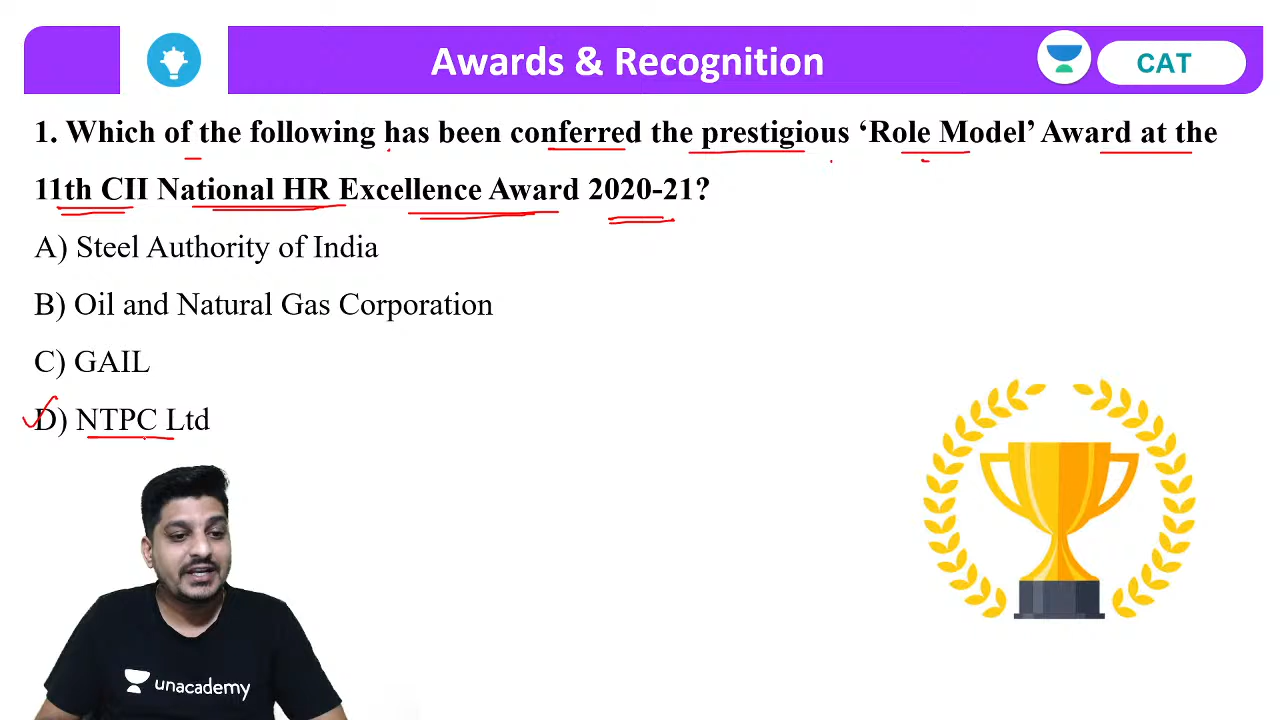 Awards & Recognition
CAT
1. Which of the following has been conferred the prestigious ‘Role Model’ Award at the
11th CII National HR Excellence Award 2020-21?
A) Steel Authority of India
B) Oil and Natural Gas Corporation
C) GAIL
D) NTPC Ltd
unacademy